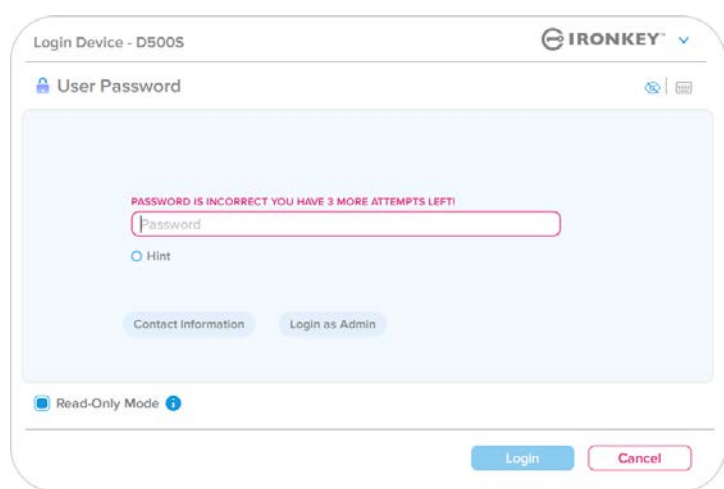 Login Device - D500S
IRONKEY™
User Password
PASSWORD IS INCORRECT YOU HAVE 3 MORE ATTEMPTS LEFT!
Password
Hint
Contact Information
Login as Admin
Read-Only Mode
Login
Cancel